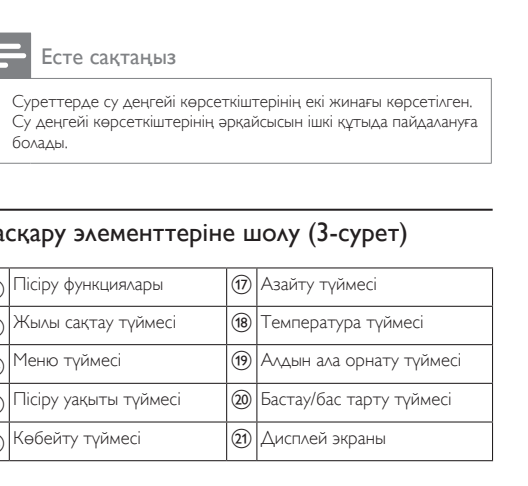 Есте сақтаңыз
Суреттерде су деңгейі көрсеткіштерінің екі жинағы көрсетілген.
Су деңгейі көрсеткіштерінің әрқайсысын ішкі құтыда пайдалануға
болады.
асқару элементтеріне шолу (3-сурет)
Пісіру функциялары ⑰ Азайту түймесі
Жылы сақтау түймесі ⑱ Температура түймесі
Меню түймесі ⑲ Алдын ала орнату түймесі
Пісіру уақыты түймесі ⑳ Бастау/бас тарту түймесі
Көбейту түймесі ㉑ Дисплей экраны